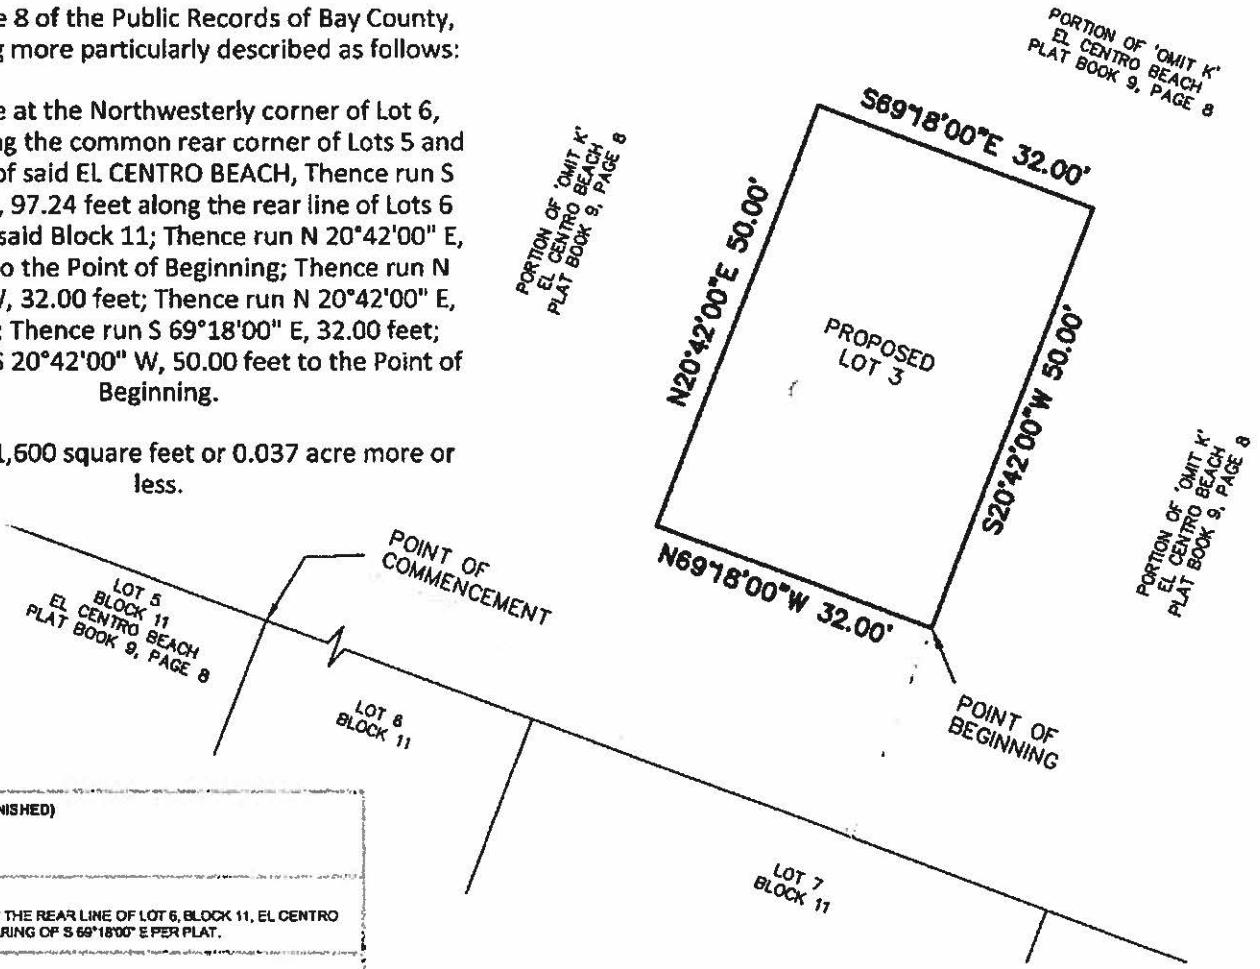 8 of the Public Records of Bay County,
more particularly described as follows:
at the Northwesterly corner of Lot 6,
the common rear corner of Lots 5 and
of said EL CENTRO BEACH, Thence run S
, 97.24 feet along the rear line of Lots 6
said Block 11; Thence run N 20°42'00" E,
to the Point of Beginning; Thence run N
, 32.00 feet; Thence run N 20°42'00" E,
; Thence run S 69°18'00" E, 32.00 feet;
S 20°42'00" W, 50.00 feet to the Point of
Beginning.
1,600 square feet or 0.037 acre more or
less.
PORTION OF 'OMIT K'
EL CENTRO BEACH
PLAT BOOK 9, PAGE 8
S69°18'00"E 32.00'
PORTION OF 'OMIT K'
EL CENTRO BEACH
PLAT BOOK 9, PAGE 8
N20°42'00"E 50.00'
PROPOSED
LOT 3
S20°42'00"W 50.00'
PORTION OF 'OMIT K'
EL CENTRO BEACH
PLAT BOOK 9, PAGE 8
N69°18'00"W 32.00'
POINT OF
COMMENCEMENT
LOT 5
BLOCK 11
EL CENTRO BEACH
PLAT BOOK 9, PAGE 8
LOT 6
BLOCK 11
POINT OF
BEGINNING
LOT 7
BLOCK 11
NISHED)
THE REAR LINE OF LOT 6, BLOCK 11, EL CENTRO
RING OF S 69°18'00" E PER PLAT.